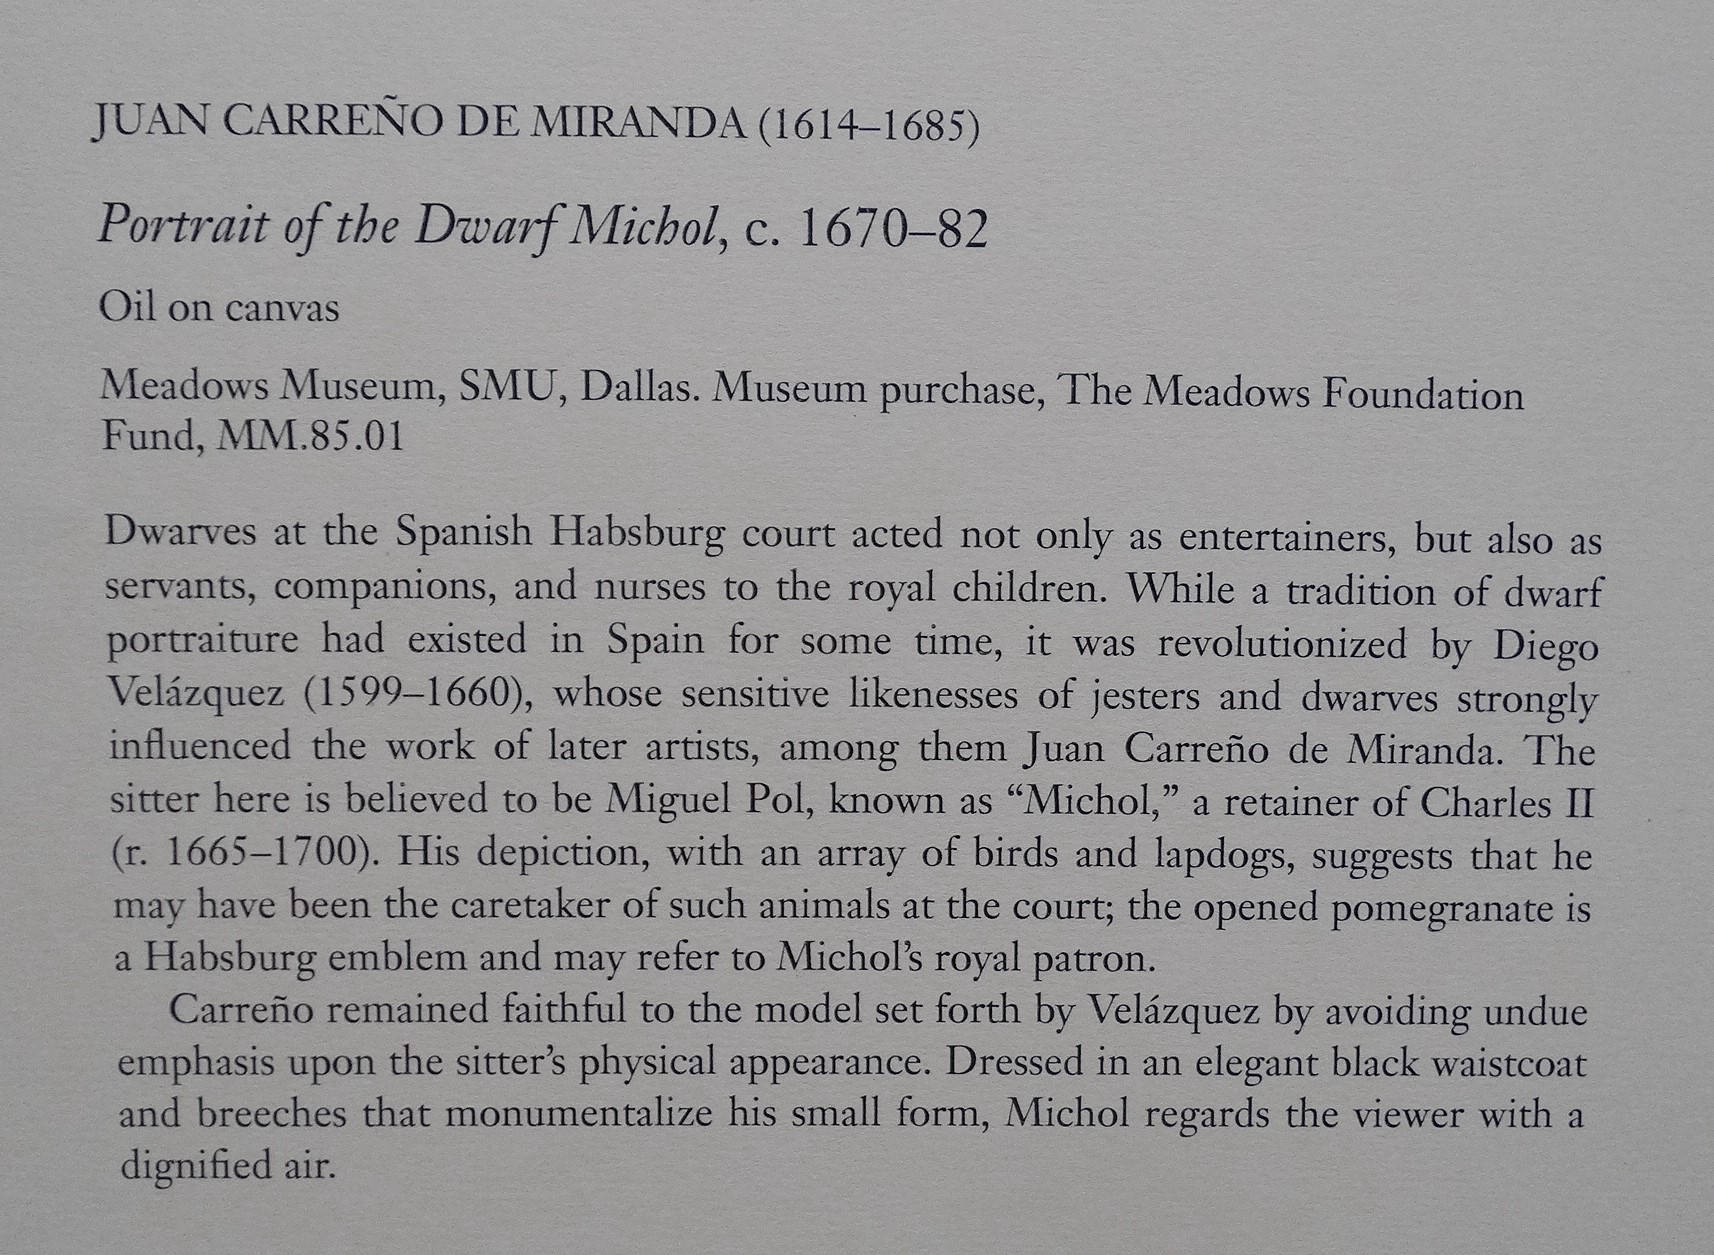 JUAN CARREÑO DE MIRANDA (1614–1685)
Portrait of the Dwarf Michol, c. 1670–82
Oil on canvas
Meadows Museum, SMU, Dallas. Museum purchase, The Meadows Foundation
Fund, MM.85.01
Dwarves at the Spanish Habsburg court acted not only as entertainers, but also as
servants, companions, and nurses to the royal children. While a tradition of dwarf
portraiture had existed in Spain for some time, it was revolutionized by Diego
Velázquez (1599–1660), whose sensitive likenesses of jesters and dwarves strongly
influenced the work of later artists, among them Juan Carreño de Miranda. The
sitter here is believed to be Miguel Pol, known as “Michol,” a retainer of Charles II
(r. 1665–1700). His depiction, with an array of birds and lapdogs, suggests that he
may have been the caretaker of such animals at the court; the opened pomegranate is
a Habsburg emblem and may refer to Michol’s royal patron.
Carreño remained faithful to the model set forth by Velázquez by avoiding undue
emphasis upon the sitter’s physical appearance. Dressed in an elegant black waistcoat
and breeches that monumentalize his small form, Michol regards the viewer with a
dignified air.